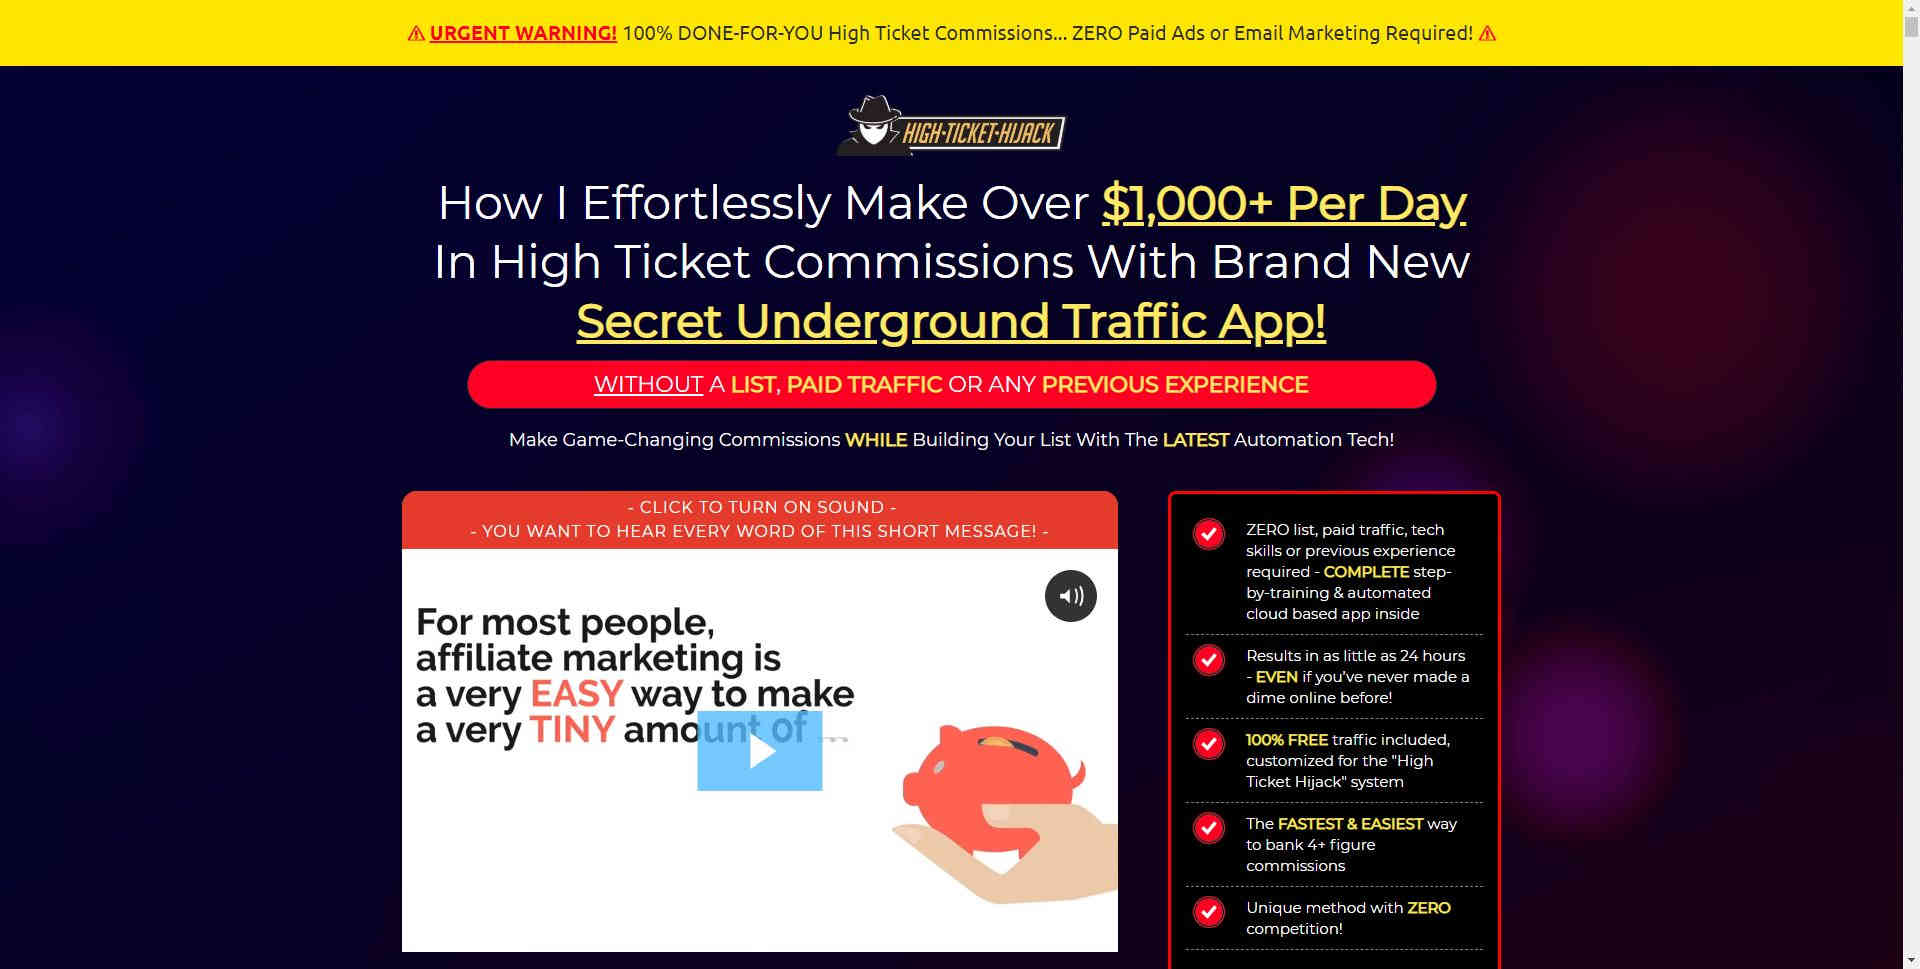 URGENT WARNING! 100% DONE-FOR-YOU High Ticket Commissions... ZERO Paid Ads or Email Marketing Required!
HIGH-TICKET-HIJACK
How I Effortlessly Make Over $1,000+ Per Day
In High Ticket Commissions With Brand New
Secret Underground Traffic App!
WITHOUT A LIST, PAID TRAFFIC OR ANY PREVIOUS EXPERIENCE
Make Game-Changing Commissions WHILE Building Your List With The LATEST Automation Tech!
- CLICK TO TURN ON SOUND -
- YOU WANT TO HEAR EVERY WORD OF THIS SHORT MESSAGE! -
For most people,
affiliate marketing is
a very EASY way to make
a very TINY amount of
ZERO list, paid traffic, tech
skills or previous experience
required - COMPLETE step-
by-training & automated
cloud based app inside
Results in as little as 24 hours
- EVEN if you've never made a
dime online before!
100% FREE traffic included,
customized for the "High
Ticket Hijack" system
The FASTEST & EASIEST way
to bank 4+ figure
commissions
Unique method with ZERO
competition!